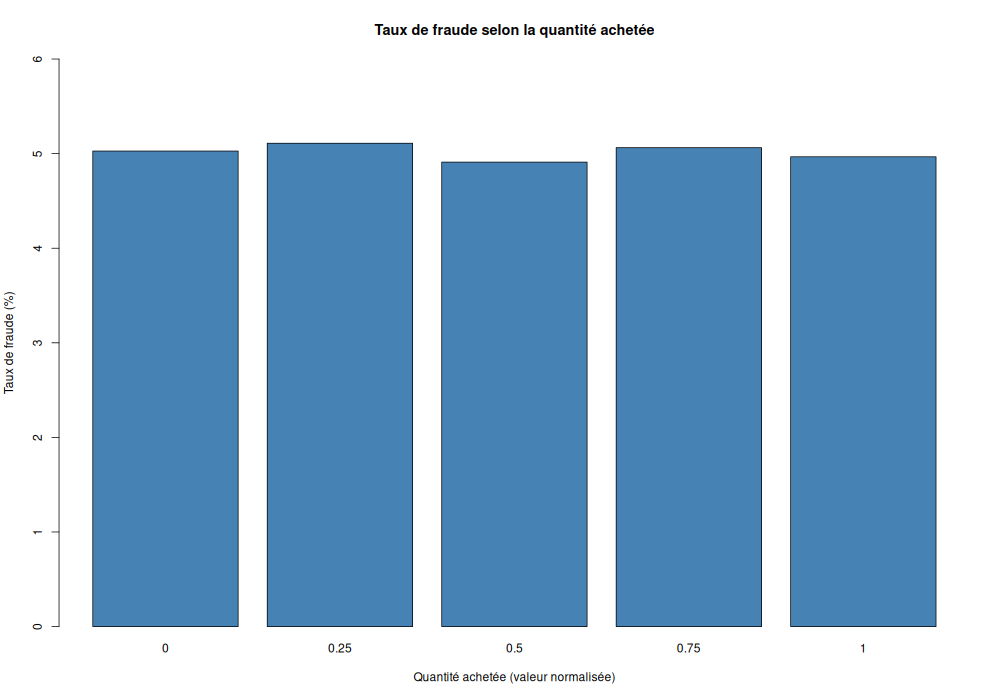 Taux de fraude selon la quantité achetée
Taux de fraude (%)
6
5
4
3
2
1
0
0 0.25 0.5 0.75 1
Quantité achetée (valeur normalisée)